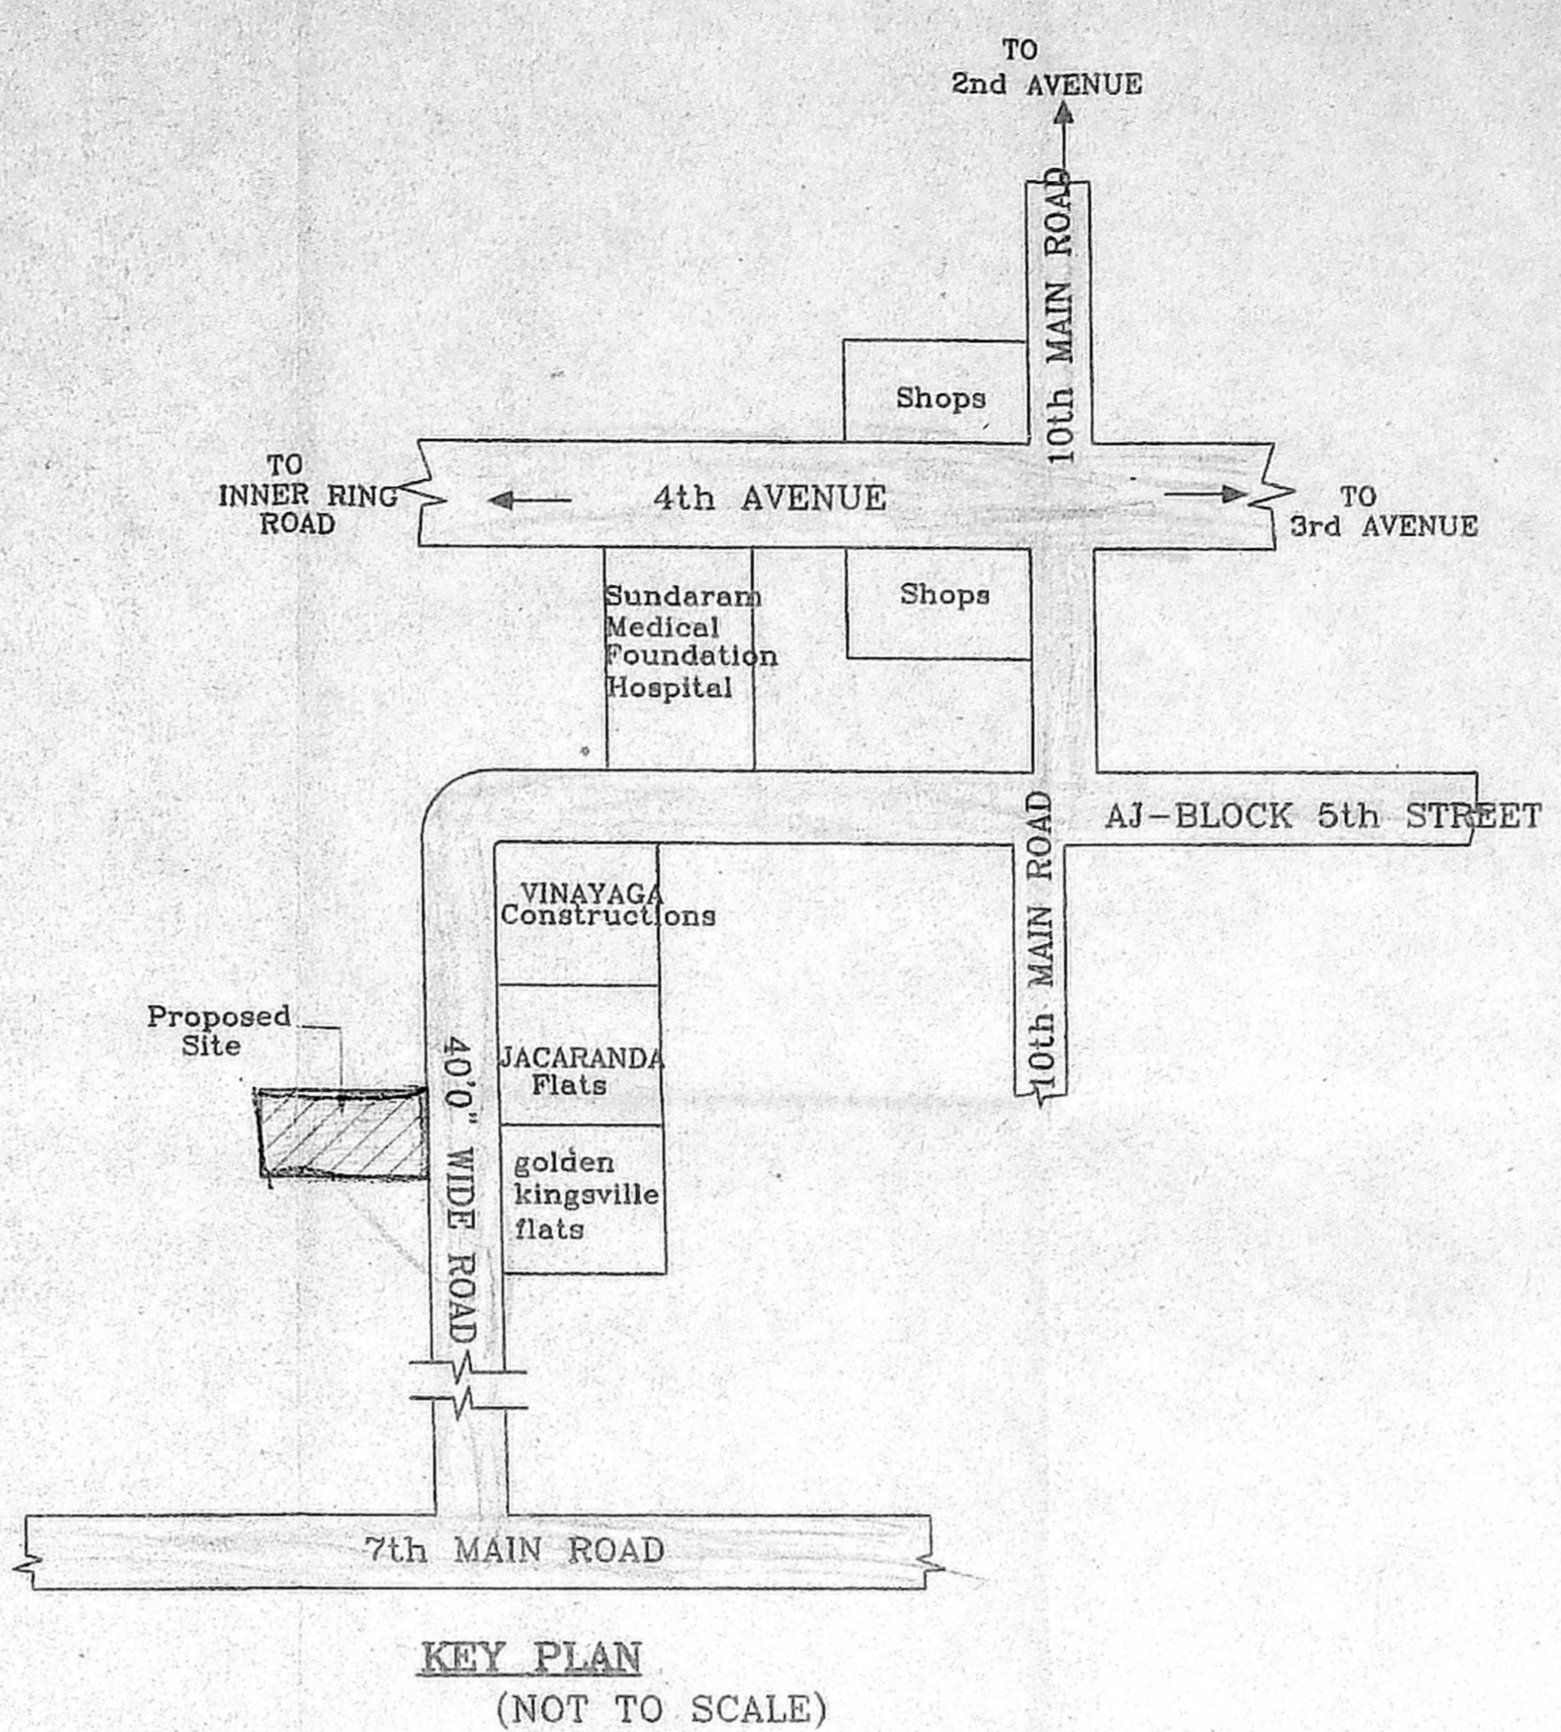 TO
2nd AVENUE
10th MAIN ROAD
Shops
TO
INNER RING
ROAD
4th AVENUE
TO
3rd AVENUE
Sundaram
Medical
Foundation
Hospital
Shops
AJ-BLOCK 5th STREET
10th MAIN ROAD
VINAYAGA
Constructions
Proposed
Site
40'0" WIDE ROAD
JACARANDA
Flats
golden
kingsville
flats
7th MAIN ROAD
KEY PLAN
(NOT TO SCALE)